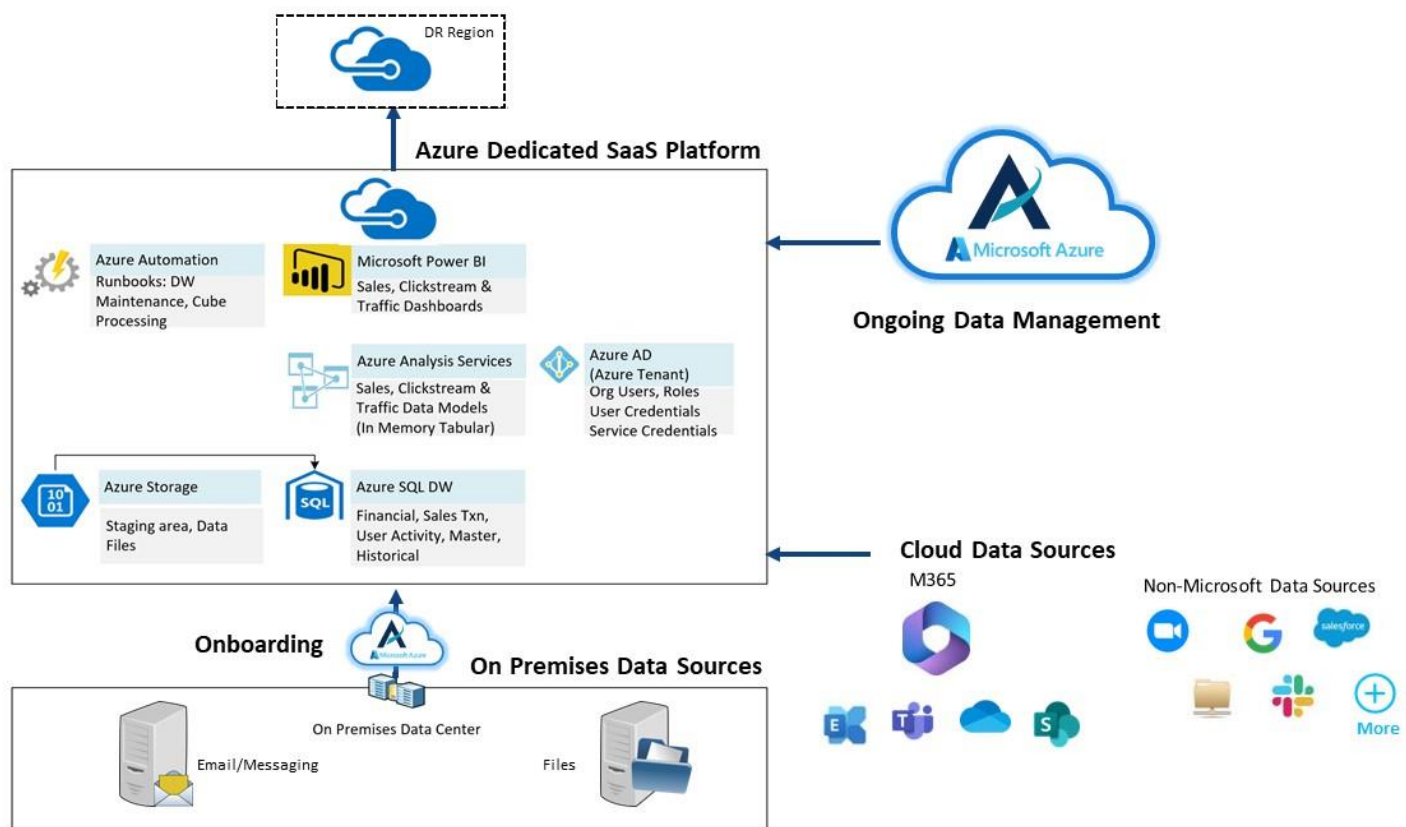 DR Region
Azure Dedicated SaaS Platform
Azure Automation
Runbooks: DW
Maintenance, Cube
Processing
Microsoft Power BI
Sales, Clickstream &
Traffic Dashboards
Microsoft Azure
Ongoing Data Management
Azure Analysis Services
Sales, Clickstream &
Traffic Data Models
(In Memory Tabular)
Azure AD
(Azure Tenant)
Org Users, Roles
User Credentials
Service Credentials
10
01
Azure Storage
Staging area, Data
Files
SQL
Azure SQL DW
Financial, Sales Txn,
User Activity, Master,
Historical
Cloud Data Sources
M365
Non-Microsoft Data Sources
salesforce
E
T
S
More
Onboarding
Microsoft Azure
On Premises Data Sources
On Premises Data Center
Email/Messaging
Files